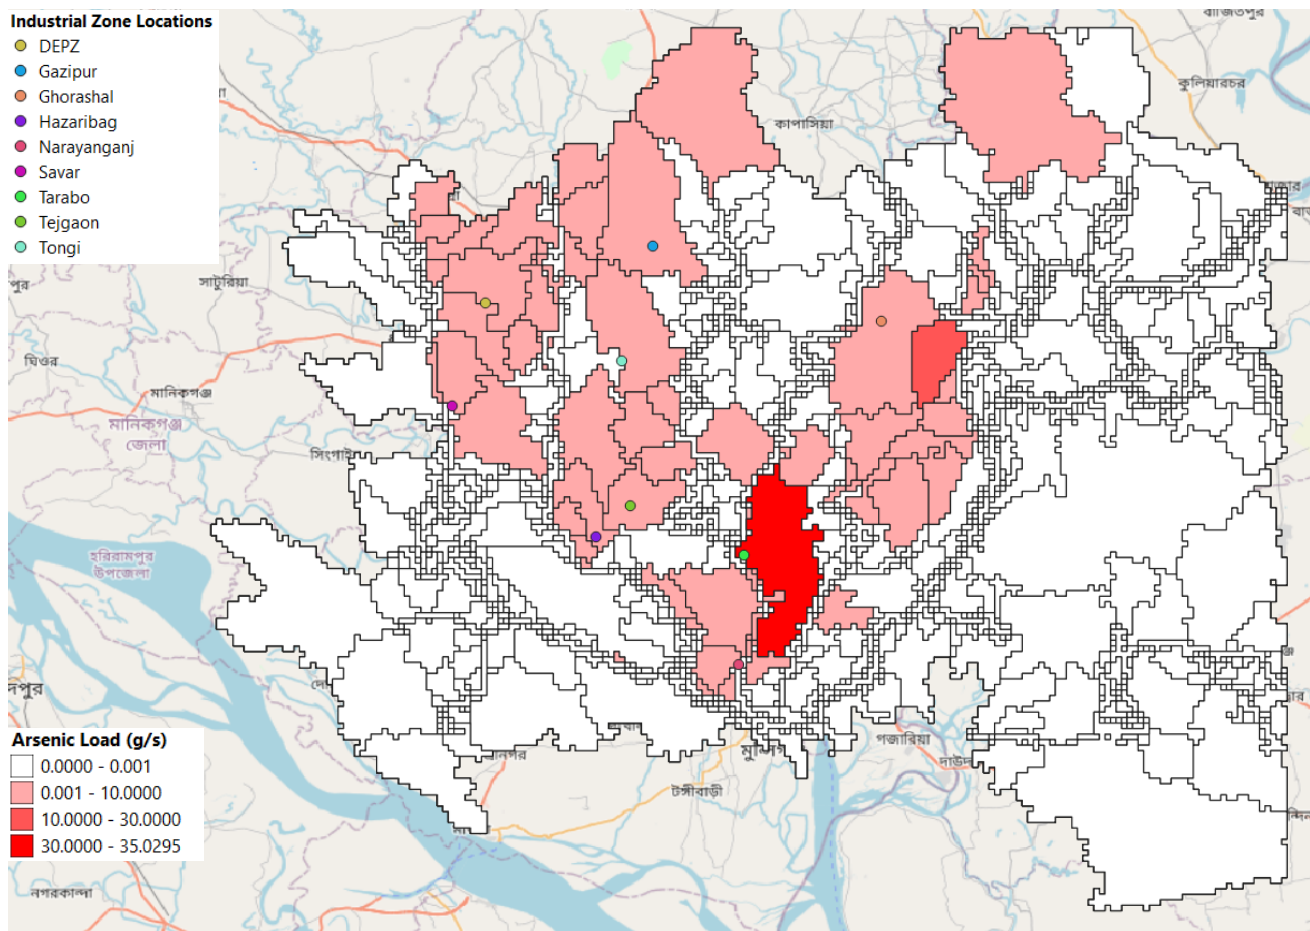 Industrial Zone Locations
DEPZ
Gazipur
Ghorashal
Hazaribag
Narayanganj
Savar
Tarabo
Tejgaon
Tongi
কাপাসিয়া
কুলিয়ারচর
সাটুরিয়া
ঘিওর
মানিকগঞ্জ
মানিকগঞ্জ
জেলা
সিংগাই
হরিরামপুর
উপজেলা
দিপুর
Arsenic Load (g/s)
0.0000 - 0.001
0.001 - 10.0000
10.0000 - 30.0000
30.0000 - 35.0295
গজারিয়া
দাউদ
টঙ্গীবাড়ী
নগরকান্দা